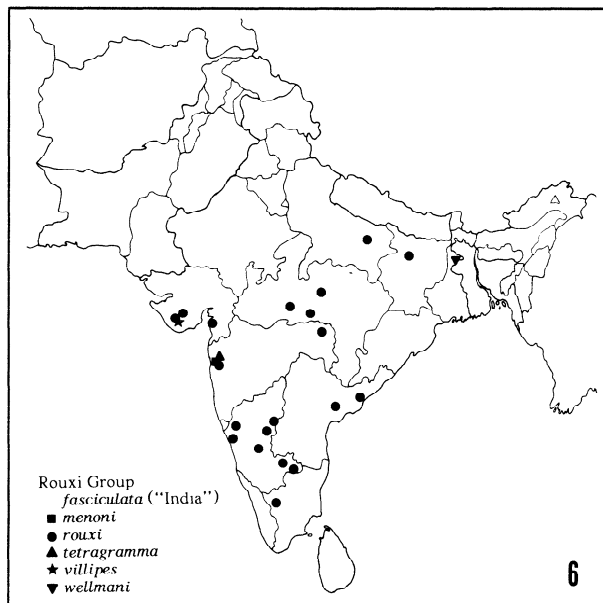 Rouxi Group
fasciculata ("India")
menoni
rouxi
tetragramma
villipes
wellmani
6